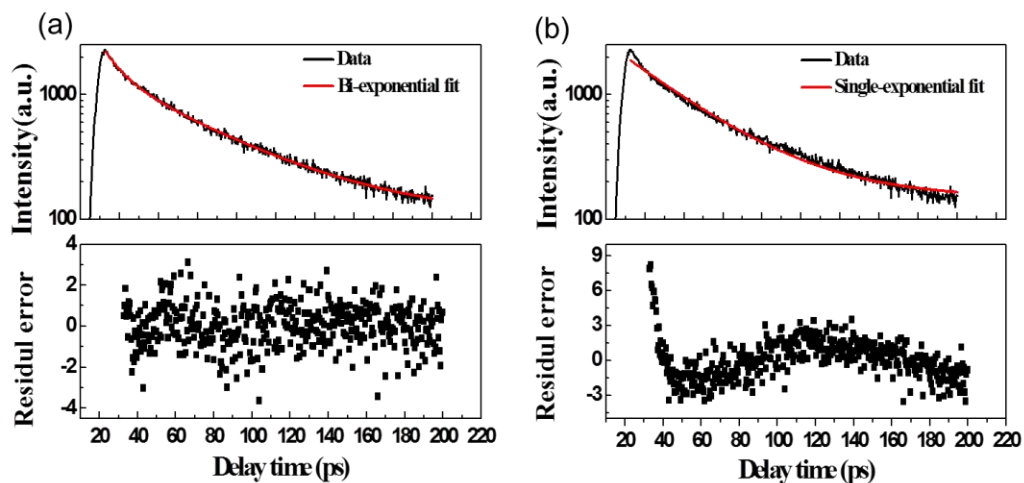 (a)
Intensity (a.u.)
1000
100
Data
Bi-exponential fit
Residul error
4
2
0
-2
-4
20 40 60 80 100 120 140 160 180 200 220
Delay time (ps)
(b)
Intensity (a.u.)
1000
100
Data
Single-exponential fit
Residul error
9
6
3
0
-3
20 40 60 80 100 120 140 160 180 200 220
Delay time (ps)